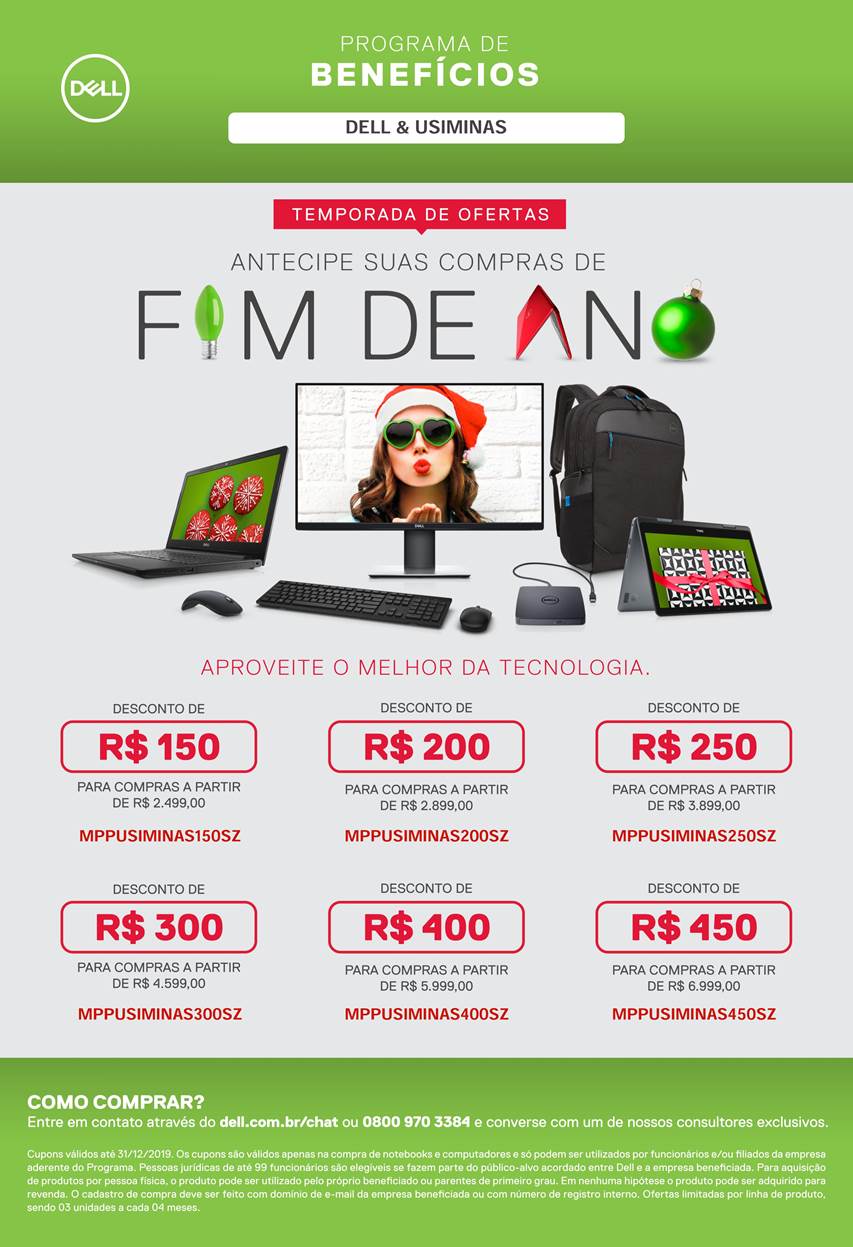 DELL
PROGRAMA DE
BENEFÍCIOS
DELL & USIMINAS
TEMPORADA DE OFERTAS
ANTECIPE SUAS COMPRAS DE
FIM DE ANO
DELL
DELL
DELL
APROVEITE O MELHOR DA TECNOLOGIA.
DESCONTO DE
R$ 150
PARA COMPRAS A PARTIR
DE R$ 2.499,00
MPPUSIMINAS150SZ
DESCONTO DE
R$ 200
PARA COMPRAS A PARTIR
DE R$ 2.899,00
MPPUSIMINAS200SZ
DESCONTO DE
R$ 250
PARA COMPRAS A PARTIR
DE R$ 3.899,00
MPPUSIMINAS250SZ
DESCONTO DE
R$ 300
PARA COMPRAS A PARTIR
DE R$ 4.599,00
MPPUSIMINAS300SZ
DESCONTO DE
R$ 400
PARA COMPRAS A PARTIR
DE R$ 5.999,00
MPPUSIMINAS400SZ
DESCONTO DE
R$ 450
PARA COMPRAS A PARTIR
DE R$ 6.999,00
MPPUSIMINAS450SZ
COMO COMPRAR?
Entre em contato através do dell.com.br/chat ou 0800 970 3384 e converse com um de nossos consultores exclusivos.
Cupons válidos até 31/12/2019. Os cupons são válidos apenas na compra de notebooks e computadores e só podem ser utilizados por funcionários e/ou filiados da empresa
aderente do Programa. Pessoas jurídicas de até 99 funcionários são elegíveis se fazem parte do público-alvo acordado entre Dell e a empresa beneficiada. Para aquisição
de produtos por pessoa física, o produto pode ser utilizado pelo próprio beneficiado ou parentes de primeiro grau. Em nenhuma hipótese o produto pode ser adquirido para
revenda. O cadastro de compra deve ser feito com domínio de e-mail da empresa beneficiada ou com número de registro interno. Ofertas limitadas por linha de produto,
sendo 03 unidades a cada 04 meses.